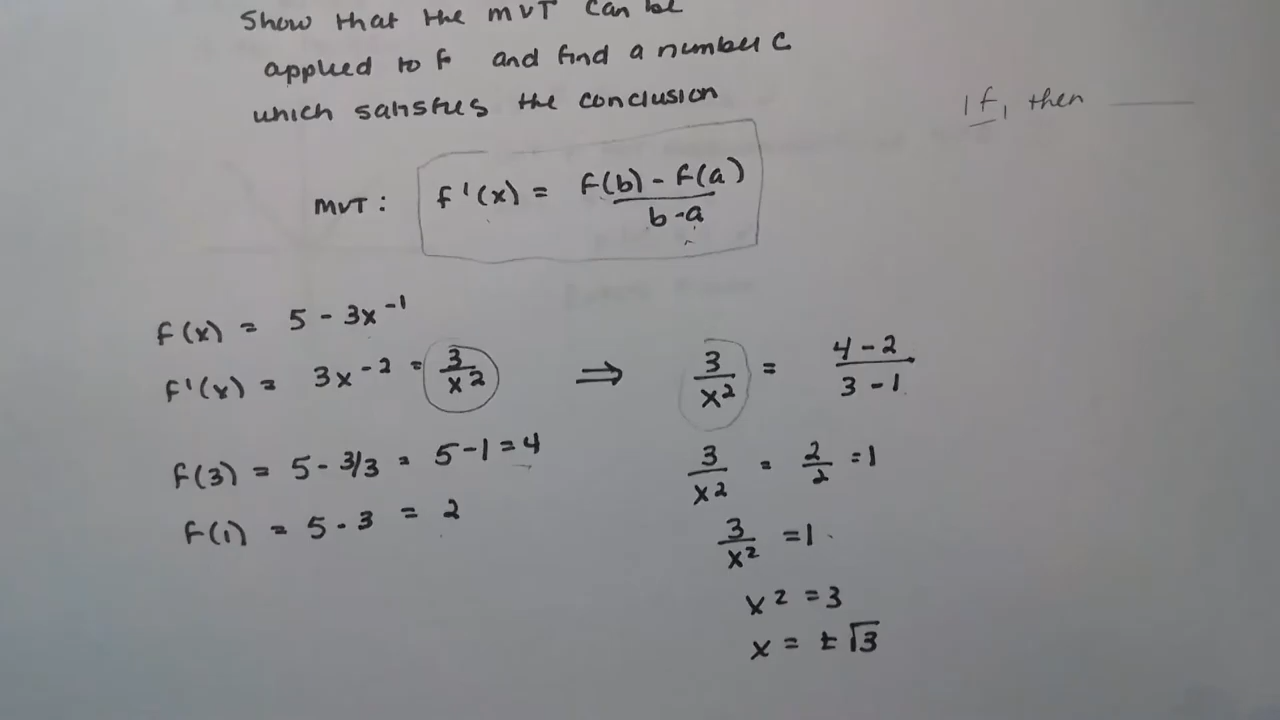 Show that the MVT can be
applied to f and find a number C
which satisfies the conclusion
If, then
MVT: f'(x) = f(b) - f(a) / b - a
f(x) = 5 - 3x⁻¹
f'(x) = 3x⁻² = 3/x² ⇒ 3/x² = 4 - 2 / 3 - 1
f(3) = 5 - 3/3 = 5 - 1 = 4
3/x² = 2/2 = 1
f(1) = 5 - 3 = 2
3/x² = 1
x² = 3
x = ±√3